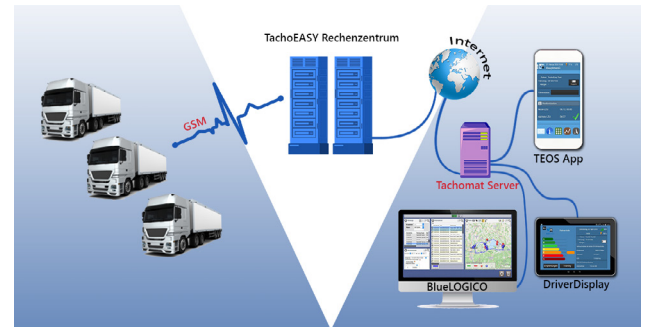 TachoEASY Rechenzentrum
Internet
GSM
TEOS App
Tachomat Server
BlueLOGICO
DriverDisplay